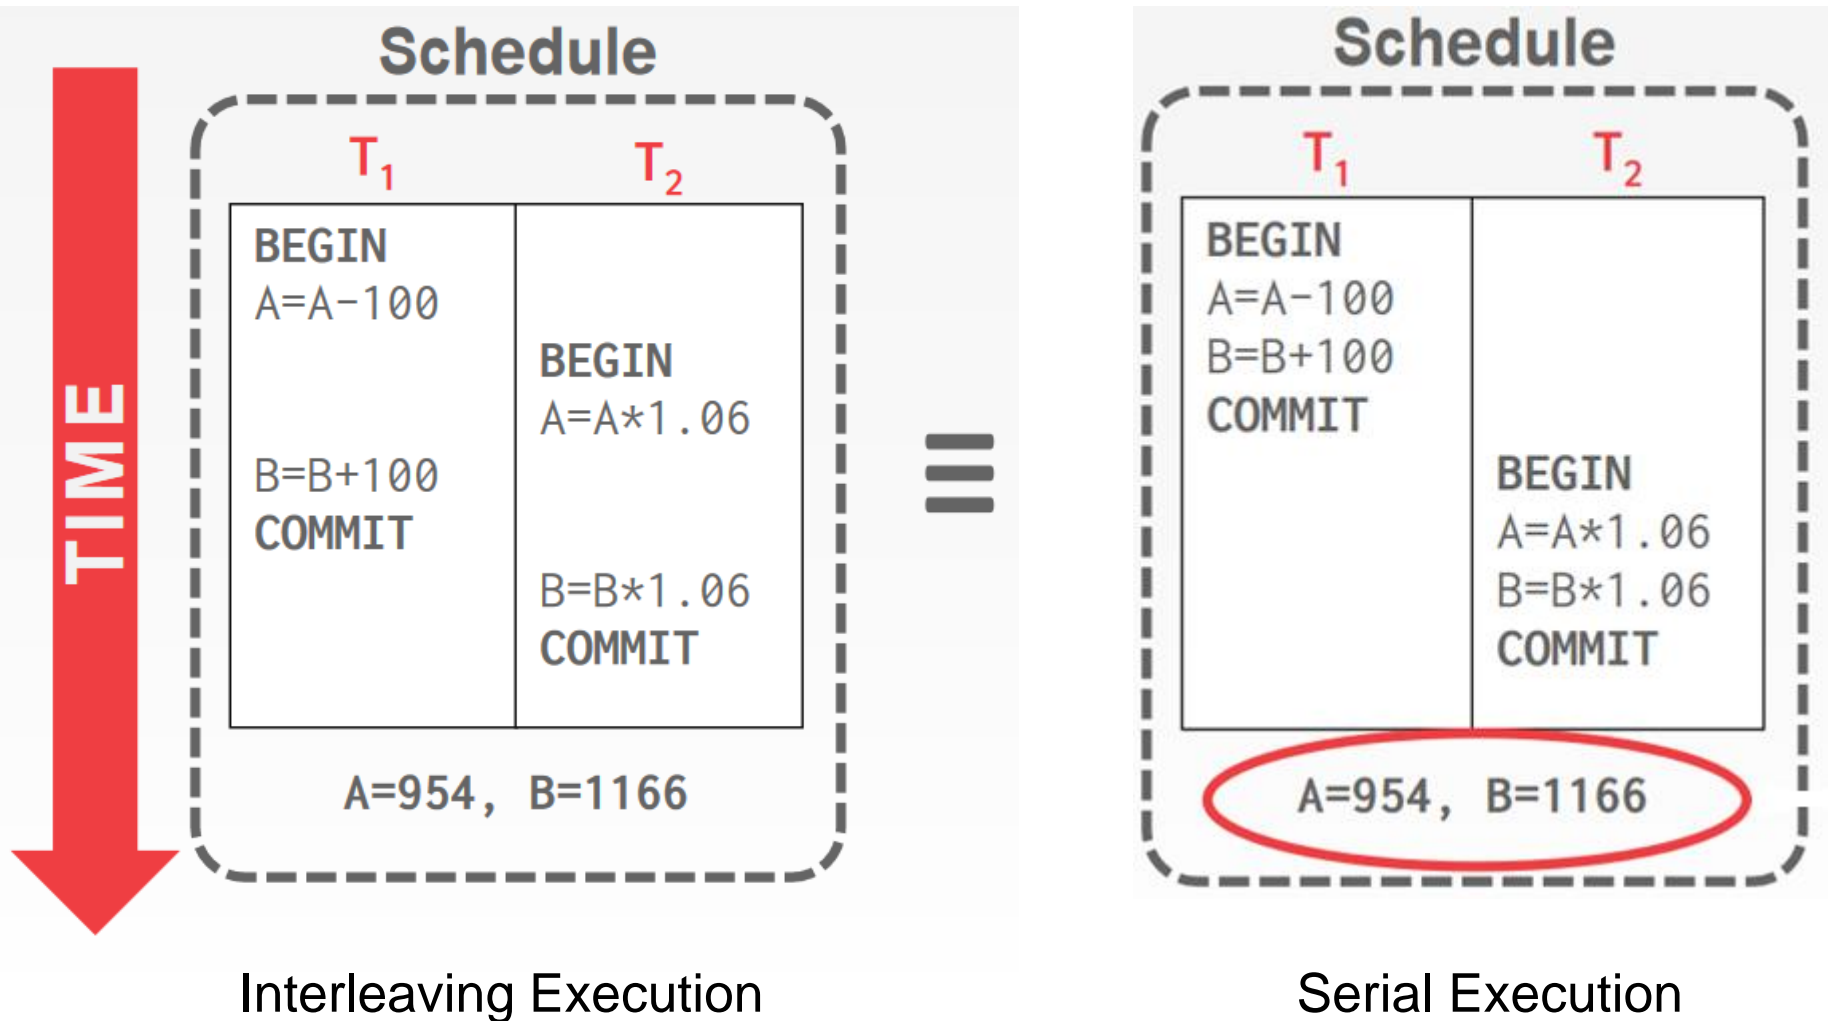 Schedule
TIME
T₁ T₂
BEGIN
A=A-100
BEGIN
A=A*1.06
B=B+100
COMMIT
B=B*1.06
COMMIT
A=954, B=1166
Interleaving Execution
≡
Schedule
T₁ T₂
BEGIN
A=A-100
B=B+100
COMMIT
BEGIN
A=A*1.06
B=B*1.06
COMMIT
A=954, B=1166
Serial Execution